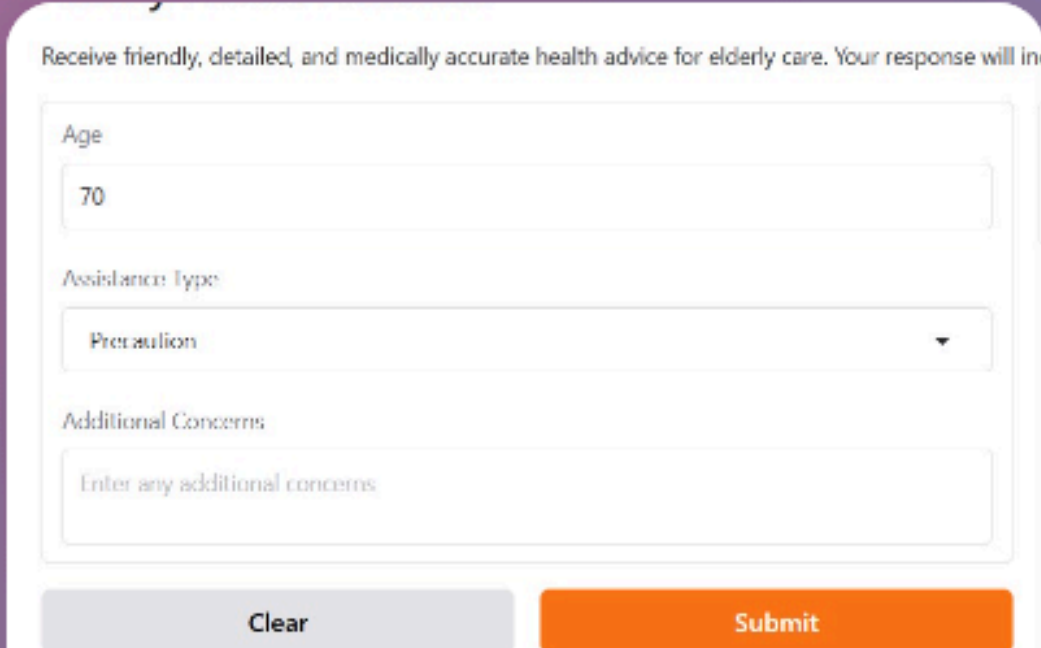 Receive friendly, detailed, and medically accurate health advice for elderly care. Your response will in
Age
70
Assistance Type
Precaution
Additional Concerns
Enter any additional concerns
Clear
Submit